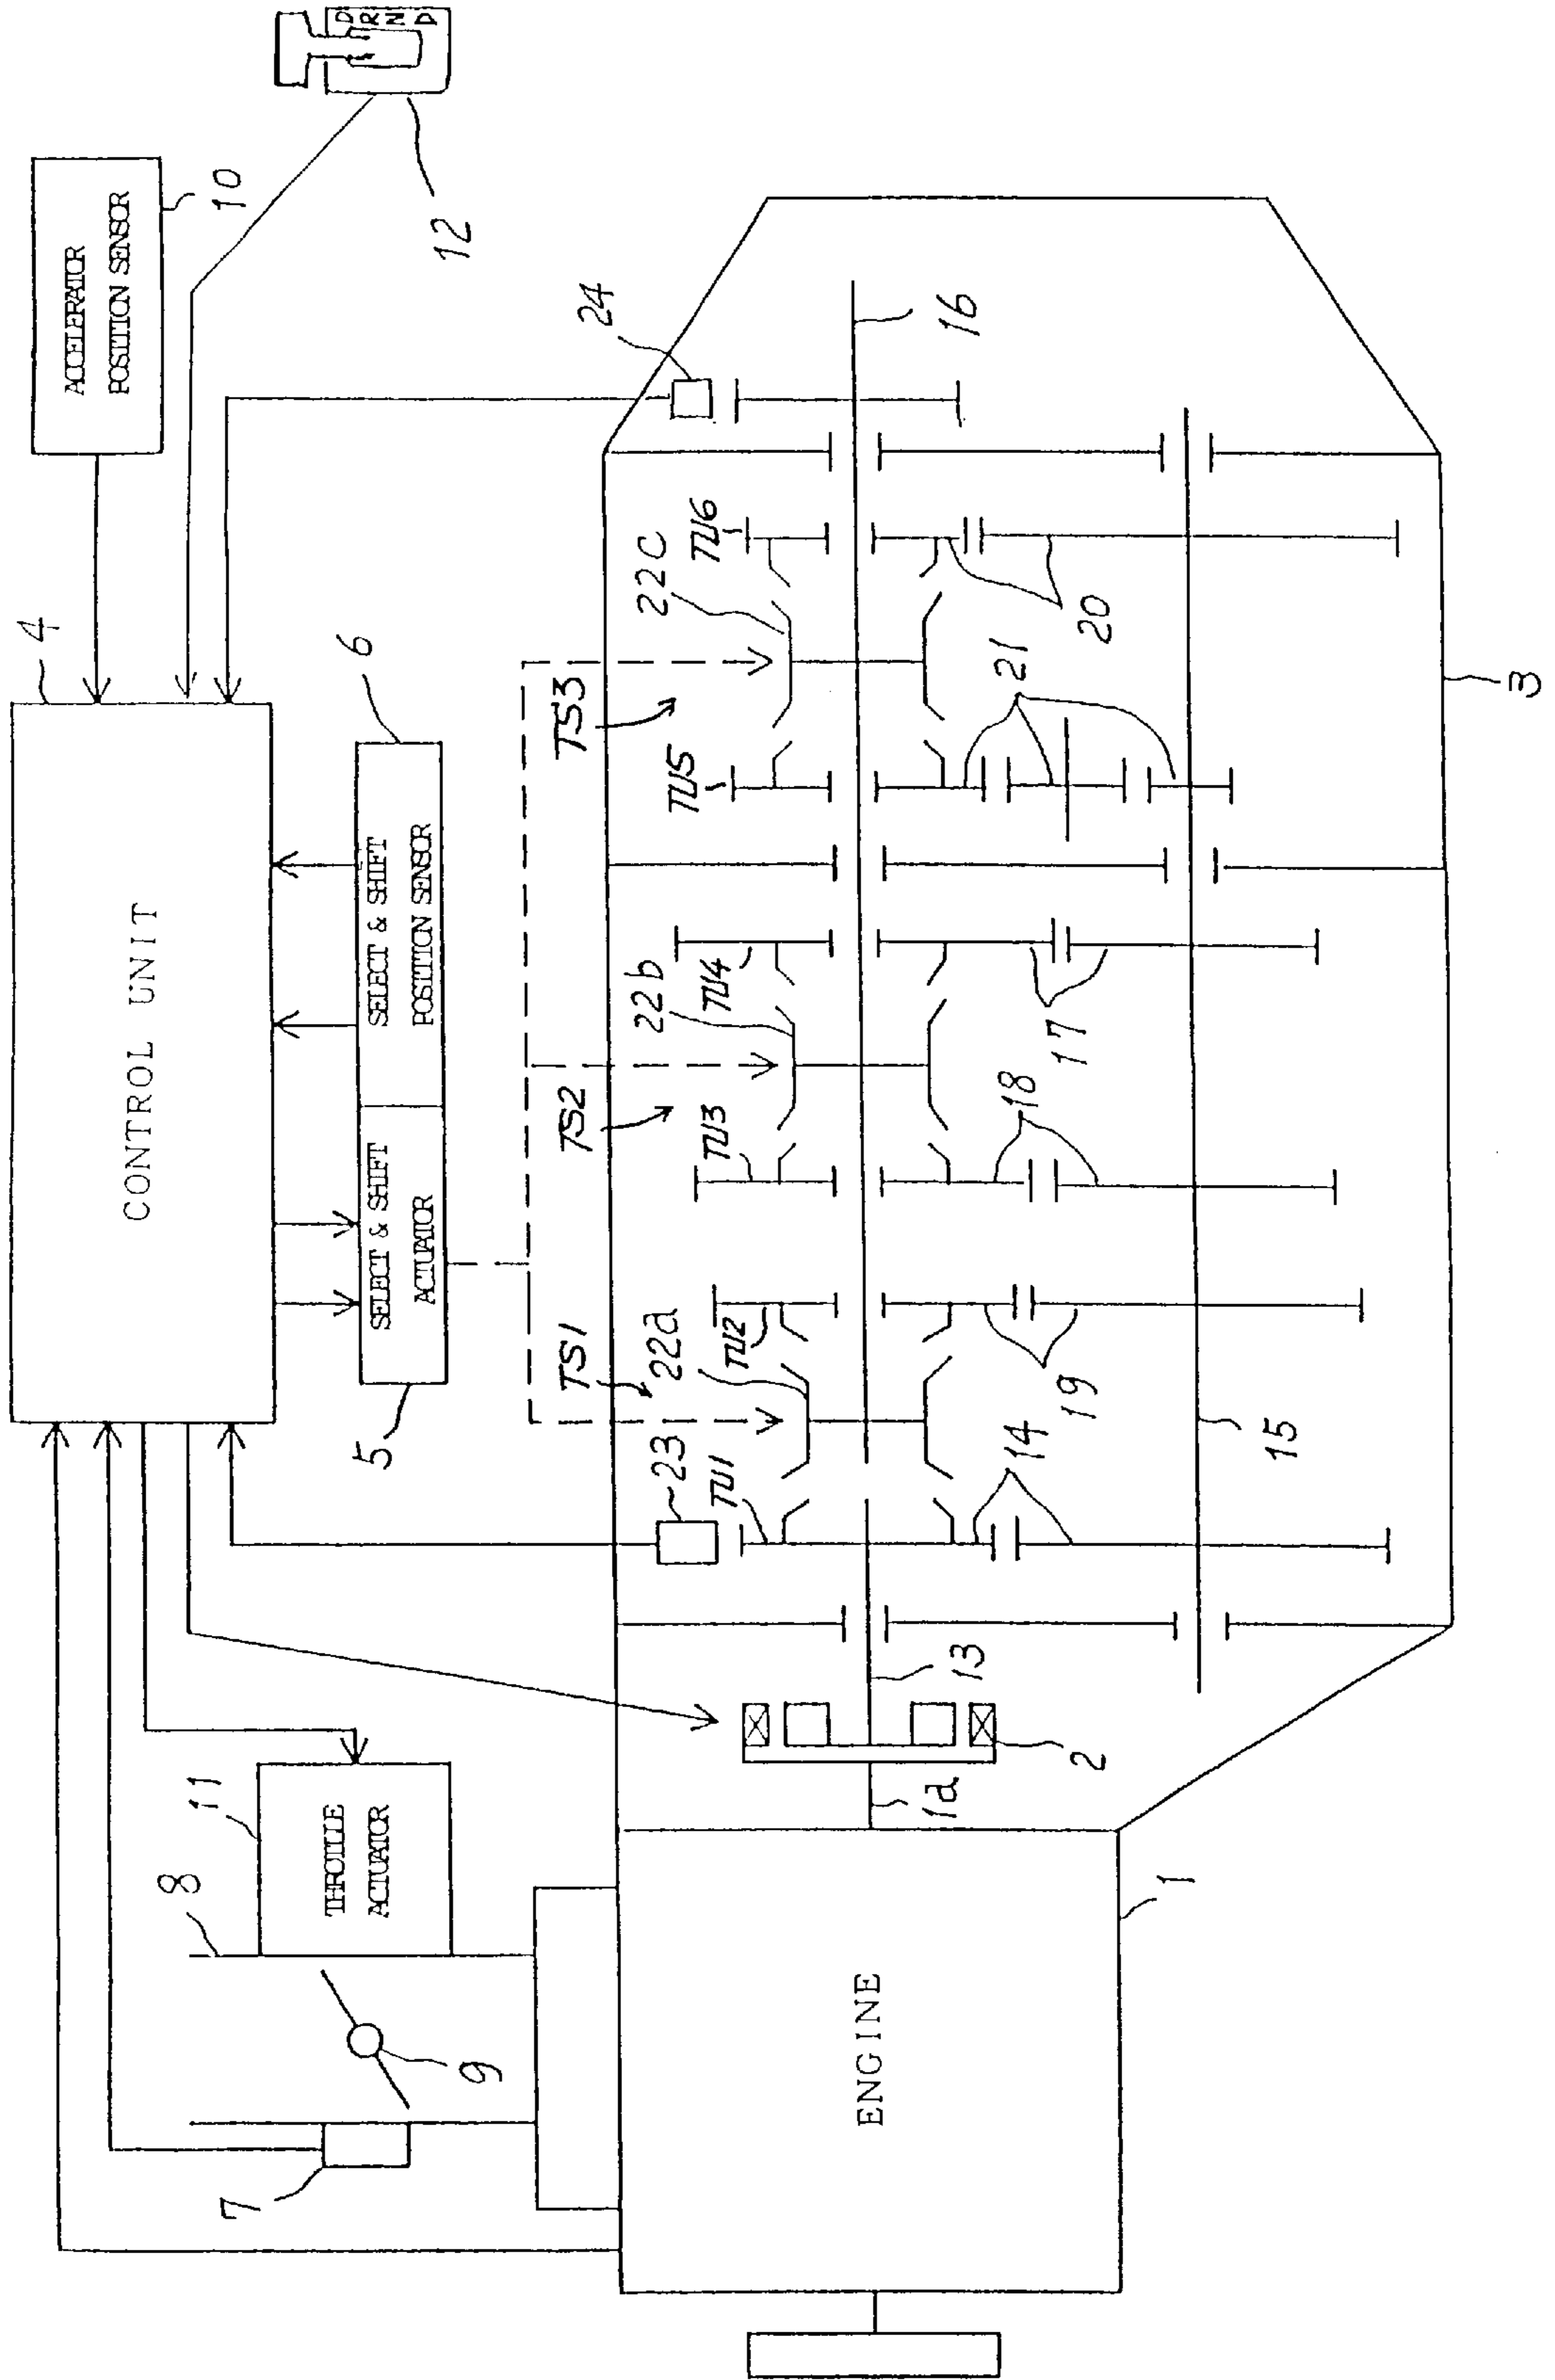 CONTROL UNIT
4
ACCELERATOR
POSITION SENSOR
10
D
R
N
D
12
8
11
THROTTLE
ACTUATOR
7
9
5
SELECT & SHIFT
ACTUATOR
SELECT & SHIFT
POSITION SENSOR
6
TS1
TS2
TS3
24
23
22a
22b
22C
TU1
TU2
TU3
TU4
TU5
TU6
ENGINE
1
1a
2
13
14
19
18
17
21
20
16
15
3